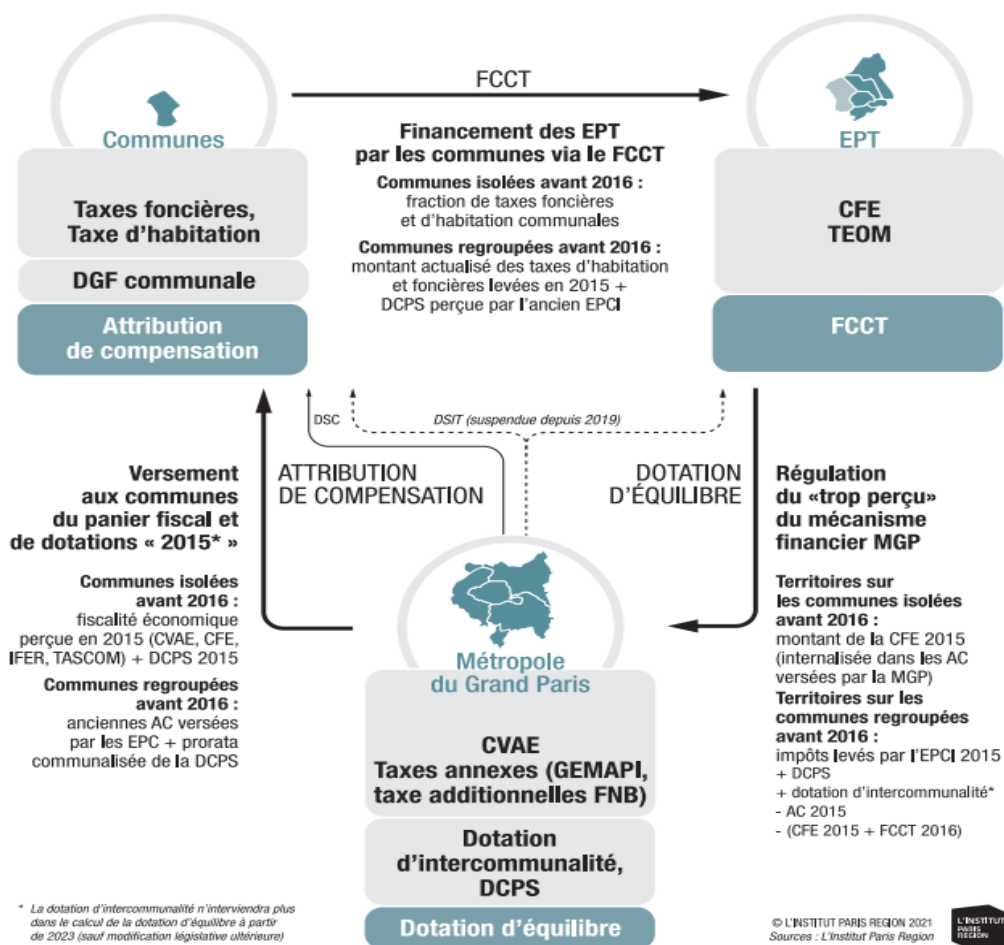 FCCT
Communes
Taxes foncières,
Taxe d'habitation
DGF communale
Attribution
de compensation
Financement des EPT
par les communes via le FCCT
Communes isolées avant 2016 :
fraction de taxes foncières
et d'habitation communales
Communes regroupées avant 2016 :
montant actualisé des taxes d'habitation
et foncières levées en 2015 +
DCPS perçue par l'ancien EPCI
EPT
CFE
TEOM
FCCT
DSC
DSIT (suspendue depuis 2019)
Versement
aux communes
du panier fiscal et
de dotations « 2015* »
Communes isolées
avant 2016 :
fiscalité économique
perçue en 2015 (CVAE, CFE,
IFER, TASCOM) + DCPS 2015
Communes regroupées
avant 2016 :
anciennes AC versées
par les EPC + prorata
communalisée de la DCPS
ATTRIBUTION
DE COMPENSATION
DOTATION
D'ÉQUILIBRE
Régulation
du «trop perçu»
du mécanisme
financier MGP
Territoires sur
les communes isolées
avant 2016 :
montant de la CFE 2015
(internalisée dans les AC
versées par la MGP)
Territoires sur les
communes regroupées
avant 2016 :
impôts levés par l'EPCI 2015
+ DCPS
+ dotation d'intercommunalité*
- AC 2015
- (CFE 2015 + FCCT 2016)
Métropole
du Grand Paris
CVAE
Taxes annexes (GEMAPI,
taxe additionnelles FNB)
Dotation
d'intercommunalité,
DCPS
Dotation d'équilibre
* La dotation d'intercommunalité n'interviendra plus
dans le calcul de la dotation d'équilibre à partir
de 2023 (sauf modification législative ultérieure)
© L'INSTITUT PARIS REGION 2021
Sources : L'Institut Paris Region
L'INSTITUT
PARIS
REGION